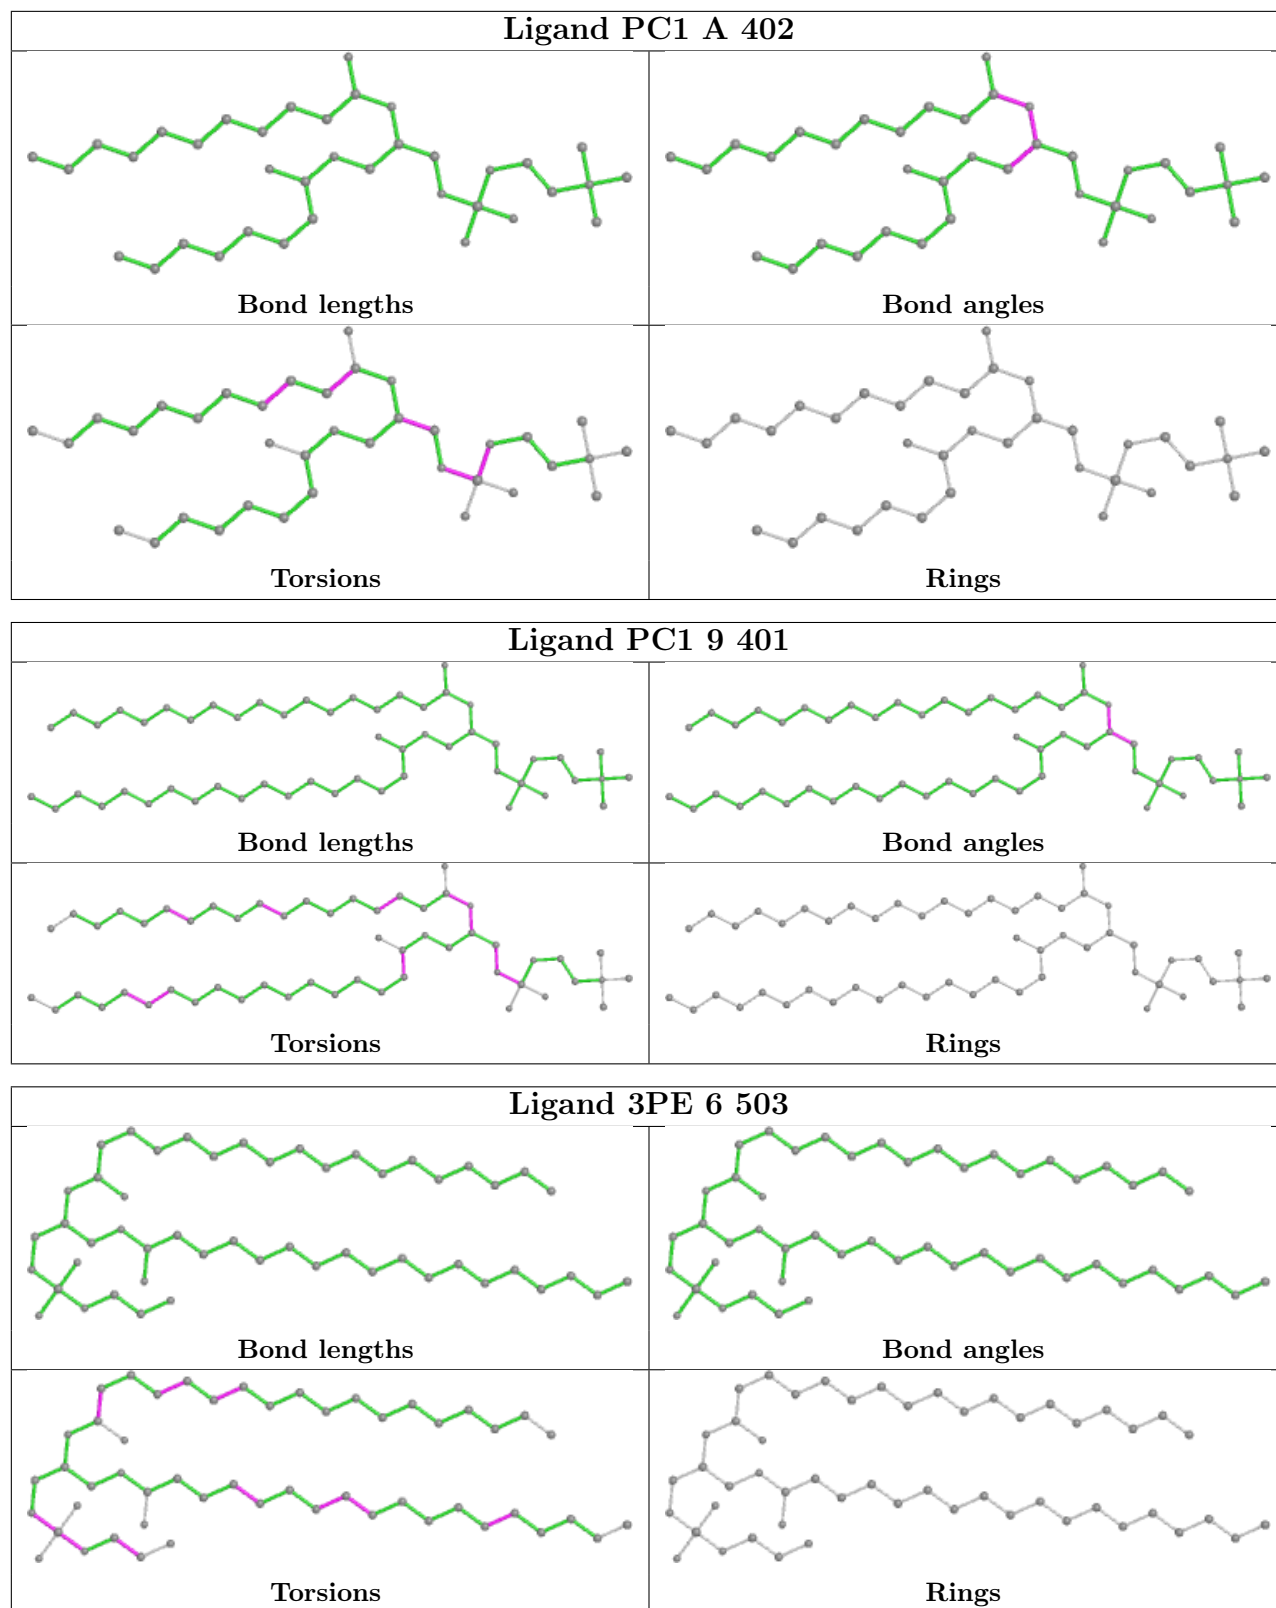 Ligand PC1 A 402
Bond lengths
Bond angles
Torsions
Rings
Ligand PC1 9 401
Bond lengths
Bond angles
Torsions
Rings
Ligand 3PE 6 503
Bond lengths
Bond angles
Torsions
Rings